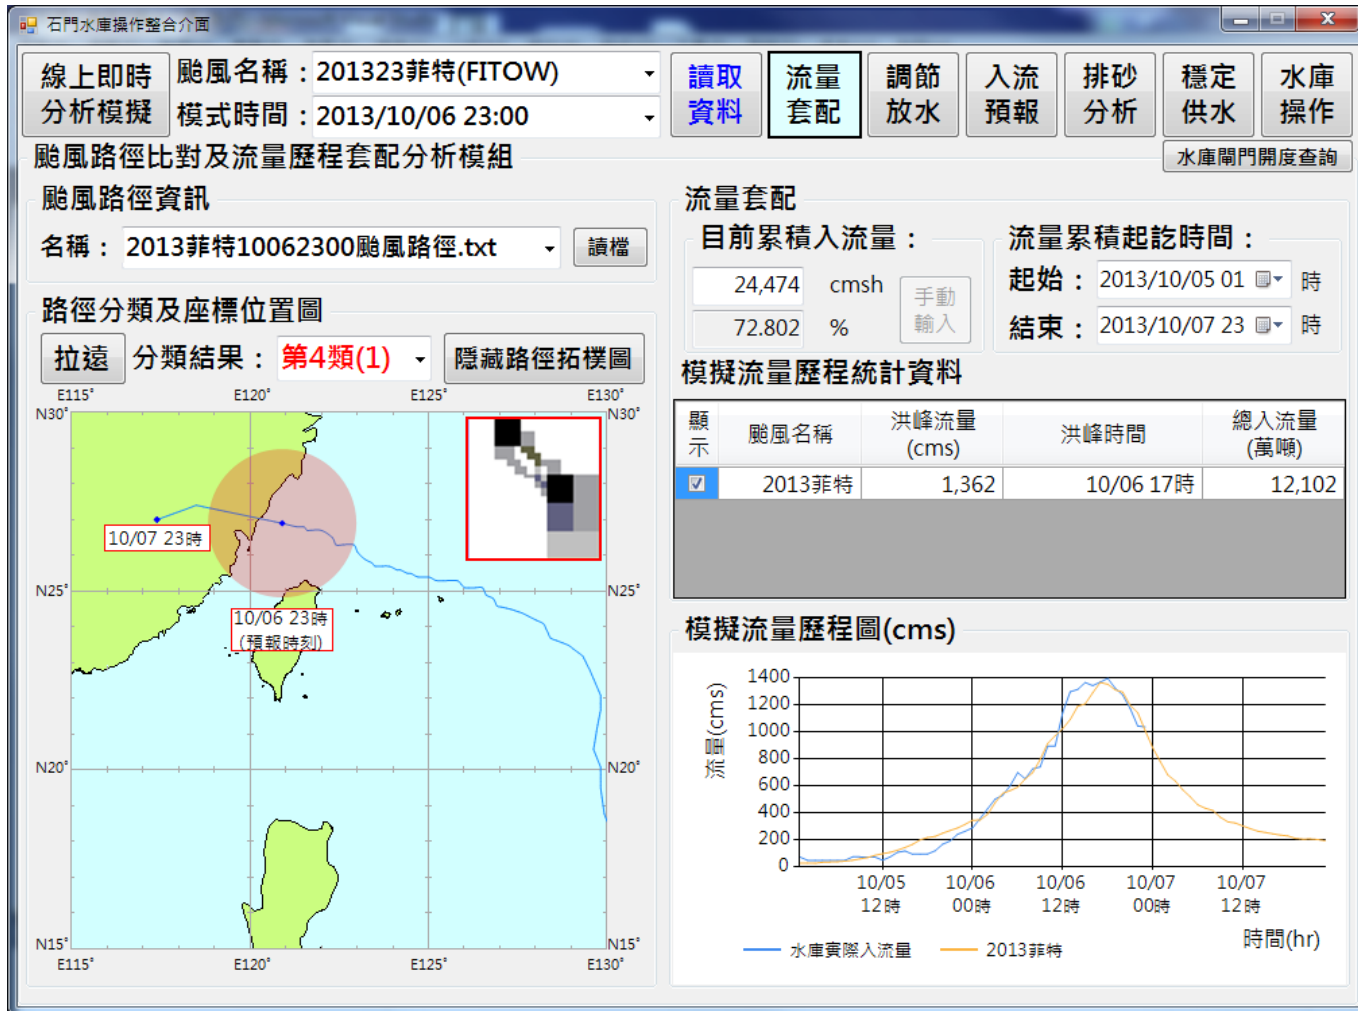 石門水庫操作整合介面
線上即時
分析模擬
颱風名稱：201323菲特(FITOW)
模式時間：2013/10/06 23:00
讀取
資料
流量
套配
調節
放水
入流
預報
排砂
分析
穩定
供水
水庫
操作
颱風路徑比對及流量歷程套配分析模組
水庫閘門開度查詢
颱風路徑資訊
名稱：2013菲特10062300颱風路徑.txt
讀檔
路徑分類及座標位置圖
拉遠
分類結果：第4類(1)
隱藏路徑拓樸圖
E115° E120° E125° E130°
N30° N30°
10/07 23時
N25° N25°
10/06 23時
(預報時刻)
N20° N20°
N15° N15°
E115° E120° E125° E130°
流量套配
目前累積入流量：
24,474 cmsh
72.802 %
手動
輸入
流量累積起訖時間：
起始：2013/10/05 01 時
結束：2013/10/07 23 時
模擬流量歷程統計資料
顯示 颱風名稱 洪峰流量(cms) 洪峰時間 總入流量(萬噸)
2013菲特 1,362 10/06 17時 12,102
模擬流量歷程圖(cms)
流量(cms)
1400
1200
1000
800
600
400
200
0
10/05 10/06 10/06 10/07 10/07
12時 00時 12時 00時 12時
時間(hr)
水庫實際入流量 2013菲特